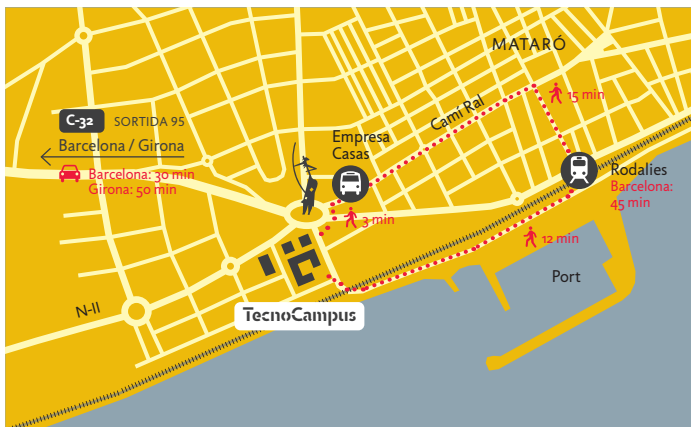 MATARÓ
15 min
Camí Ral
C-32 SORTIDA 95
Barcelona / Girona
Barcelona: 30 min
Girona: 50 min
Empresa
Casas
Rodalies
Barcelona:
45 min
3 min
12 min
Port
N-II
TecnoCampus